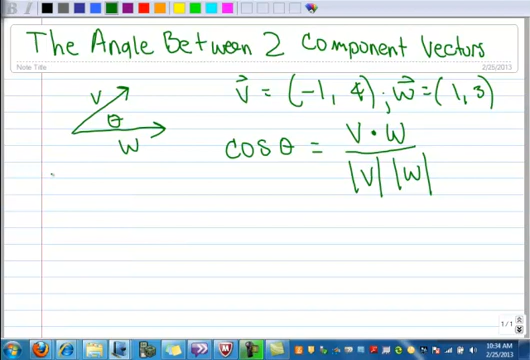 The Angle Between 2 Component Vectors
Note Title
2/25/2013
V
θ
W
v⃗ = (-1, 4) ; w⃗ = (1, 3)
cos θ = V • W / |V| |W|
1/1
10:34 AM
2/25/2013